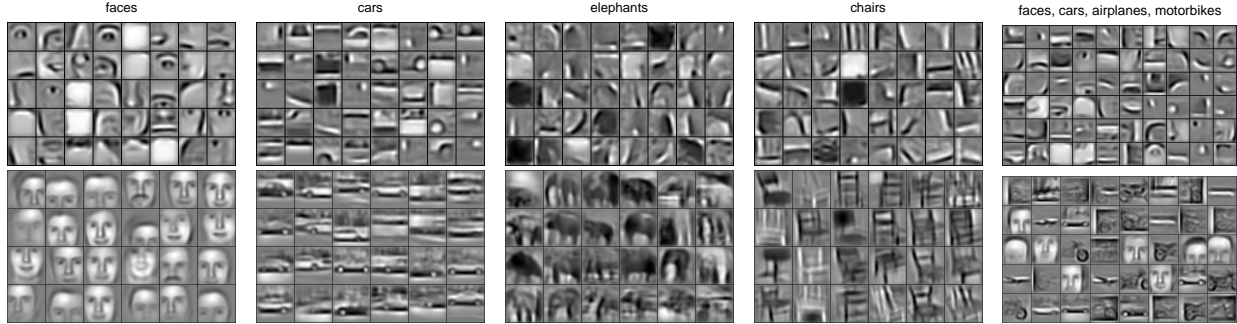 faces
cars
elephants
chairs
faces, cars, airplanes, motorbikes